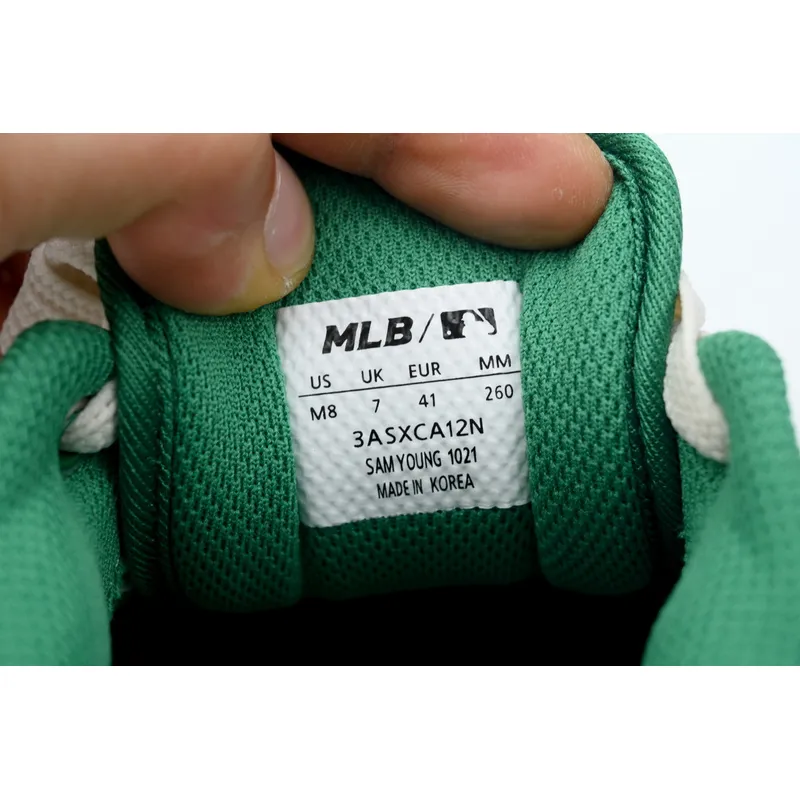 MLB /
US UK EUR MM
M8 7 41 260
3ASXCA12N
SAMYOUNG 1021
MADE IN KOREA